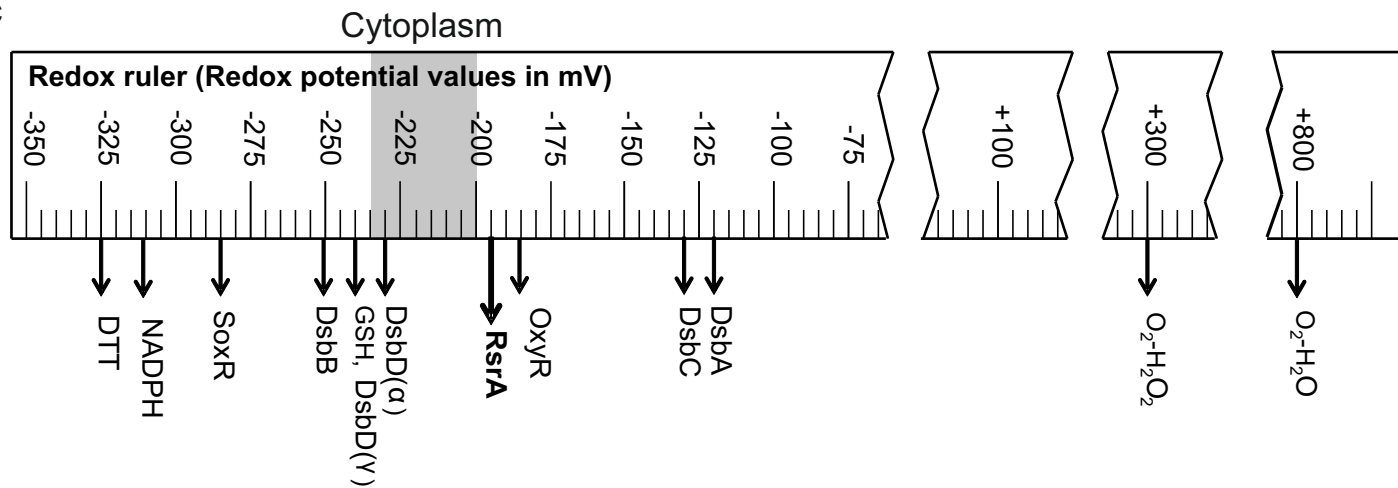 c
Cytoplasm
Redox ruler (Redox potential values in mV)
-350
-325
-300
-275
-250
-225
-200
-175
-150
-125
-100
-75
+100
+300
+800
DTT
NADPH
SoxR
DsbB
GSH, DsbD(γ)
DsbD(α)
RsrA
OxyR
DsbC
DsbA
O₂-H₂O₂
O₂-H₂O